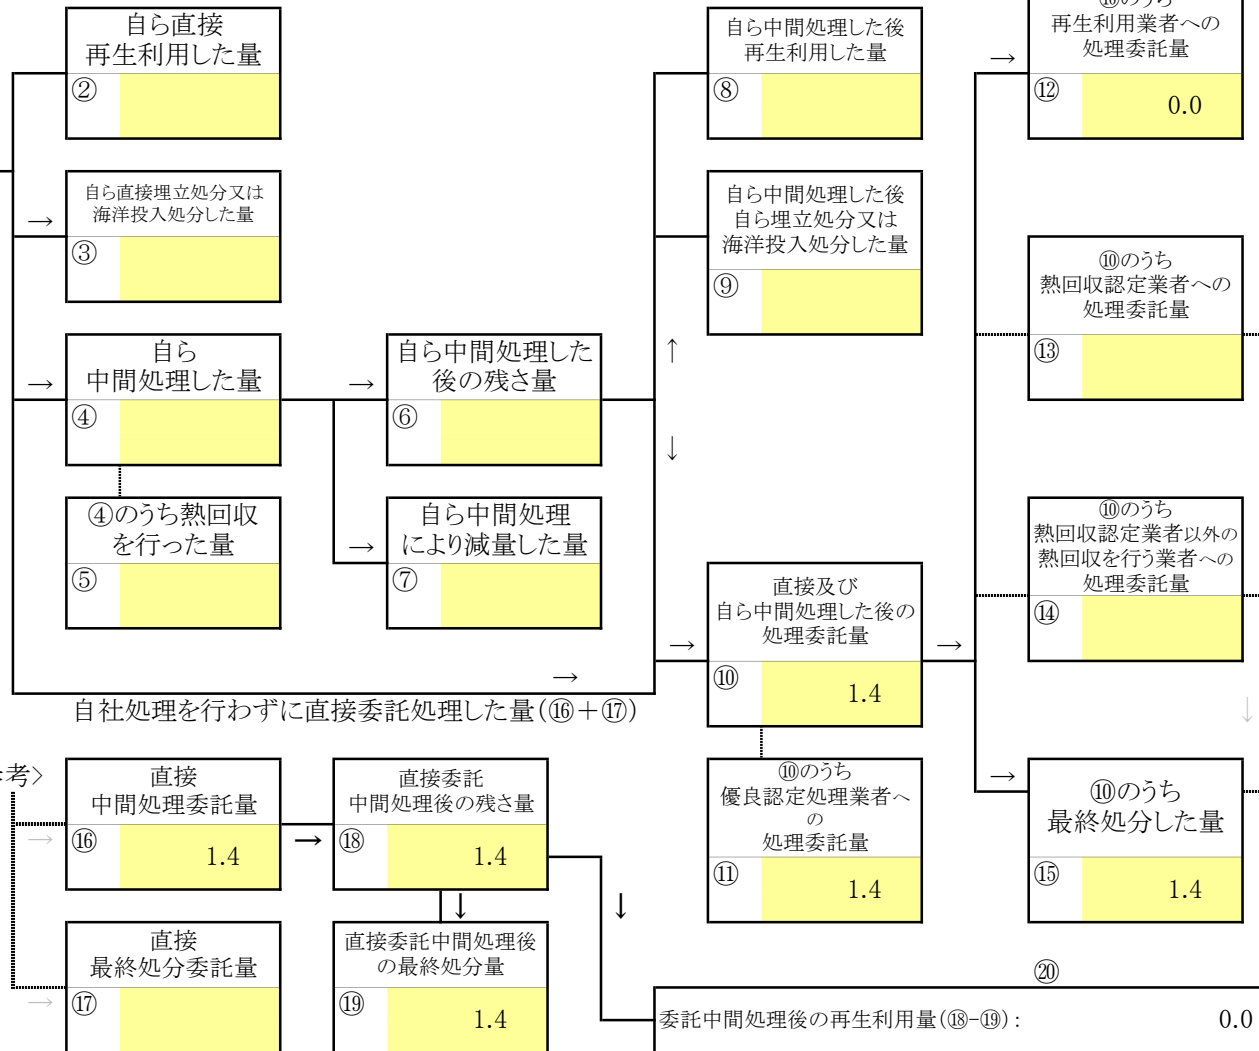 自ら直接
再生利用した量
②
→
自ら直接埋立処分又は
海洋投入処分した量
③
→
自ら
中間処理した量
④
④のうち熱回収
を行った量
⑤
→
自ら中間処理した
後の残さ量
⑥
→
自ら中間処理
により減量した量
⑦
↑
↓
自ら中間処理した後
再生利用した量
⑧
自ら中間処理した後
自ら埋立処分又は
海洋投入処分した量
⑨
→
自社処理を行わずに直接委託処理した量(⑯+⑰)
→
直接及び
自ら中間処理した後の
処理委託量
⑩ 1.4
⑩のうち
優良認定処理業者へ
の
処理委託量
⑪ 1.4
→
→
⑩のうち
再生利用業者への
処理委託量
⑫ 0.0
⑩のうち
熱回収認定業者への
処理委託量
⑬
⑩のうち
熱回収認定業者以外の
熱回収を行う業者への
処理委託量
⑭
↓
→
⑩のうち
最終処分した量
⑮ 1.4
考>
→
直接
中間処理委託量
⑯ 1.4
→
直接
最終処分委託量
⑰
→
直接委託
中間処理後の残さ量
⑱ 1.4
↓
直接委託中間処理後
の最終処分量
⑲ 1.4
↓
⑳
委託中間処理後の再生利用量(⑱-⑲): 0.0